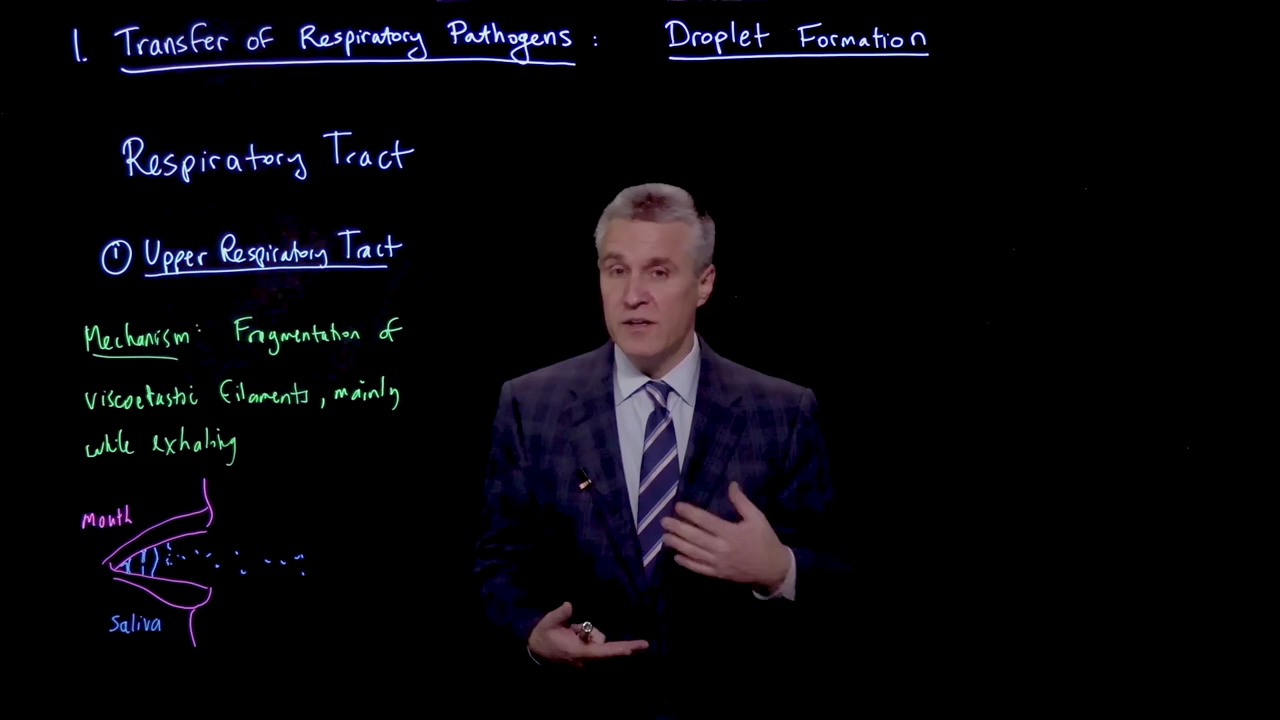 1. Transfer of Respiratory Pathogens : Droplet Formation
Respiratory Tract
① Upper Respiratory Tract
Mechanism: Fragmentation of
viscoelastic filaments, mainly
while exhaling
Mouth
Saliva